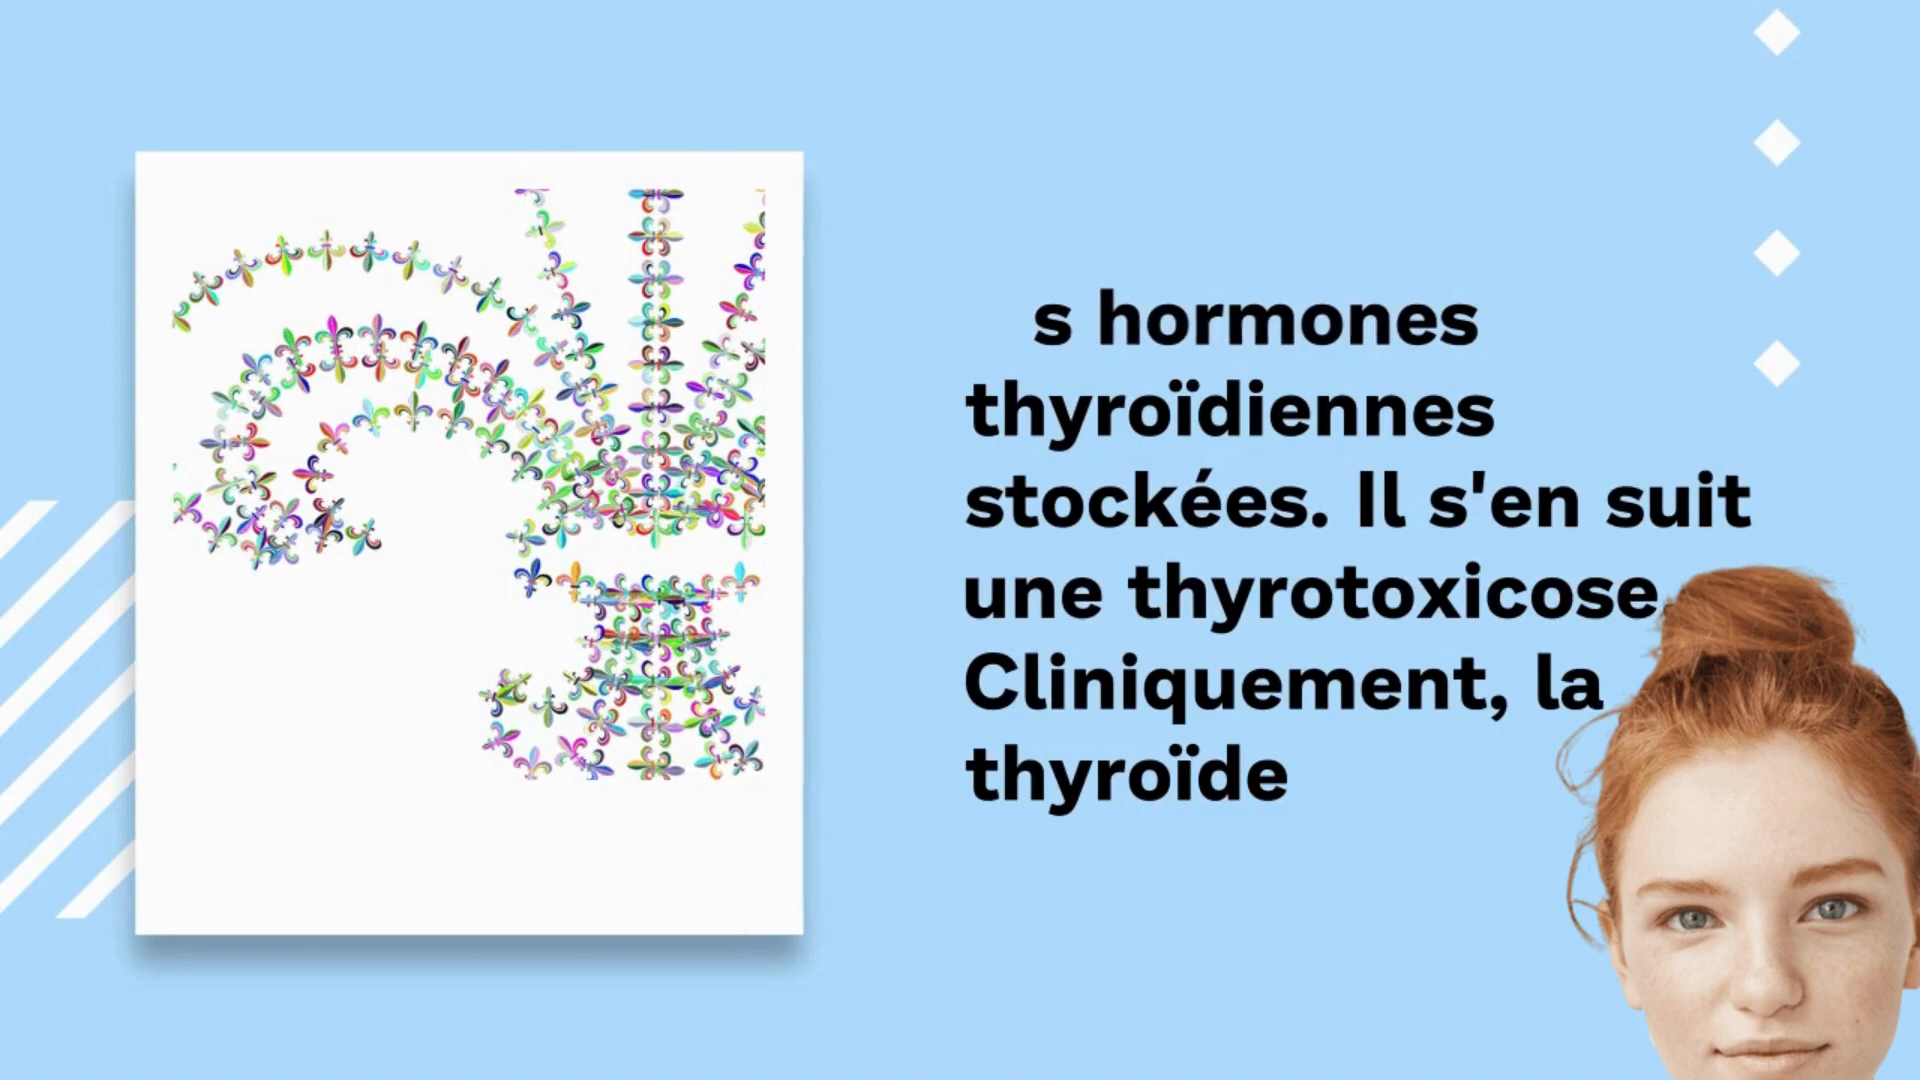 s hormones
thyroïdiennes
stockées. Il s'en suit
une thyrotoxicose
Cliniquement, la
thyroïde